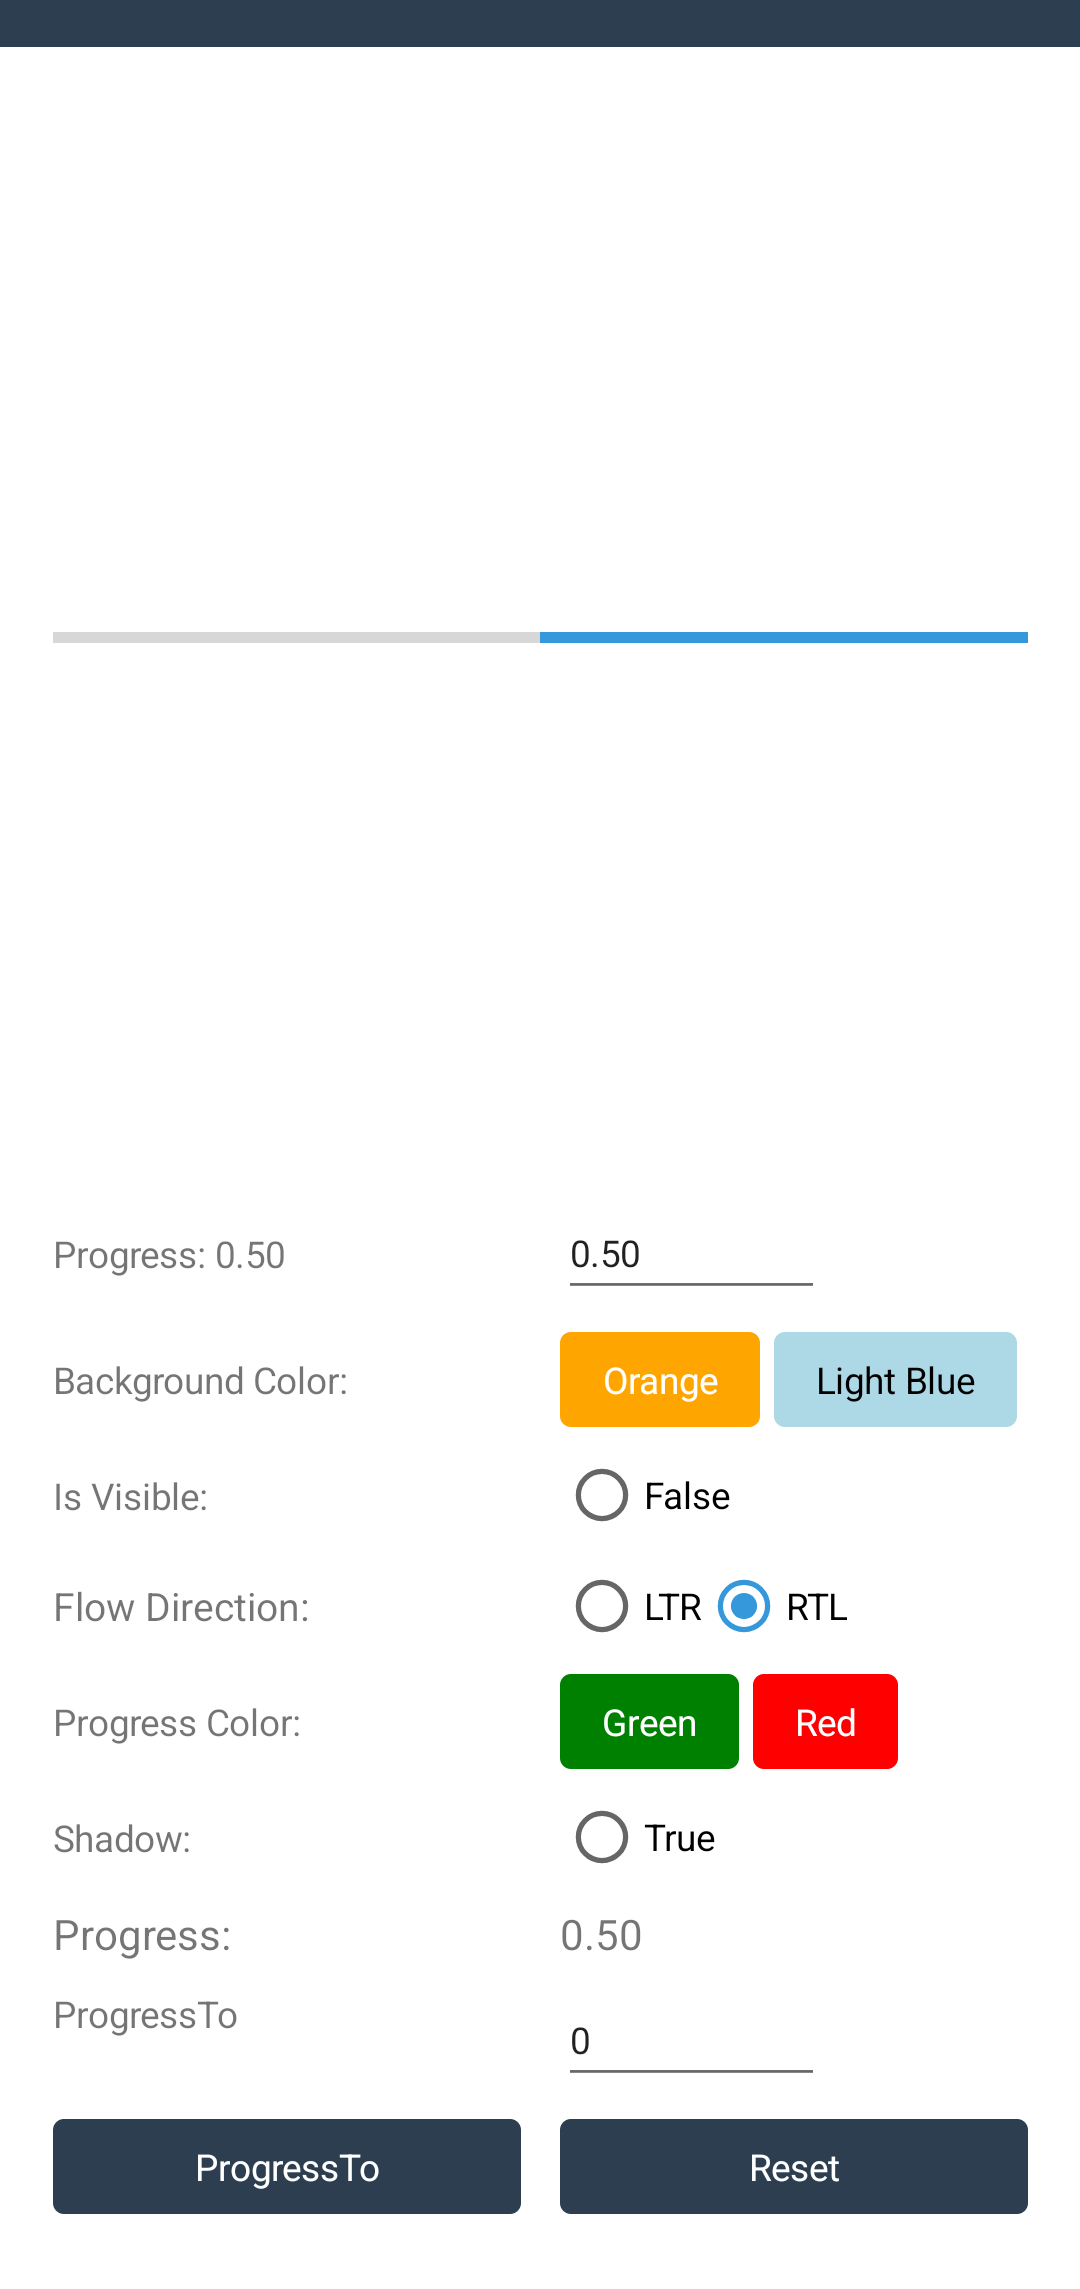 Progress: 0.50 0.50
Background Color: Orange Light Blue
Is Visible: False
Flow Direction: LTR RTL
Progress Color: Green Red
Shadow: True
Progress: 0.50
ProgressTo 0
ProgressTo Reset